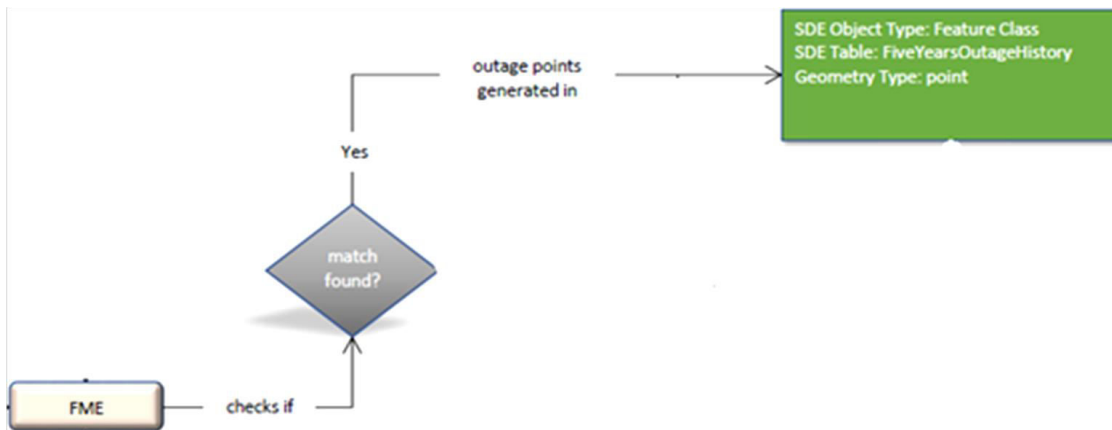 SDE Object Type: Feature Class
SDE Table: FiveYearsOutageHistory
Geometry Type: point
outage points
generated in
Yes
match
found?
FME
checks if